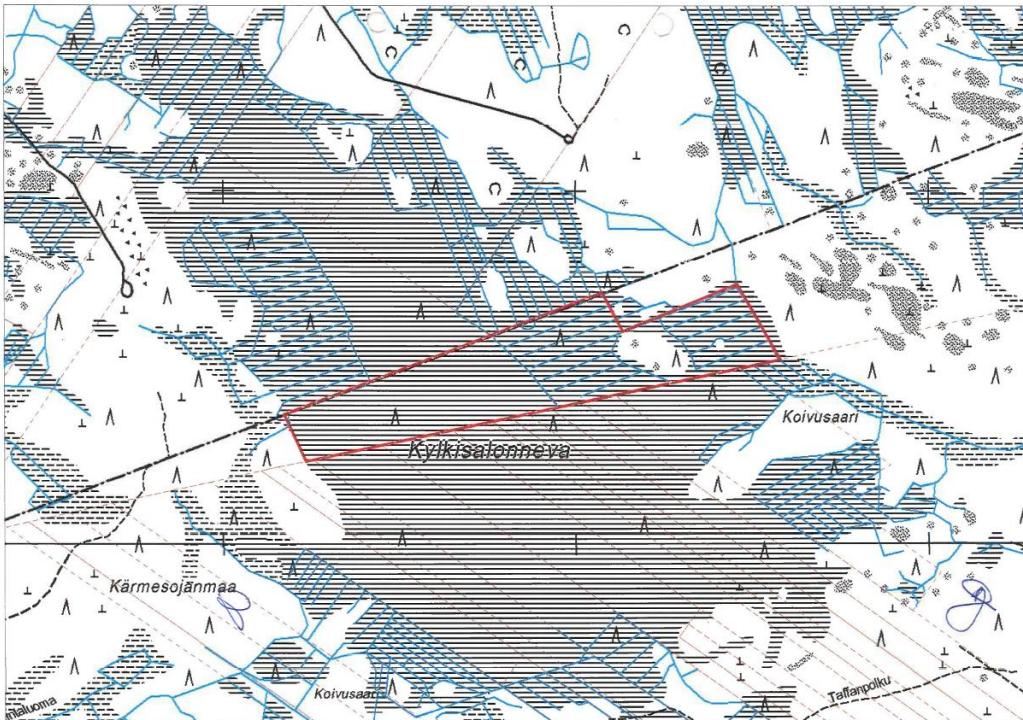 Koivusaari
Kylkisalonneva
Kärmesojanmaa
Koivusaari
Taffanpolku